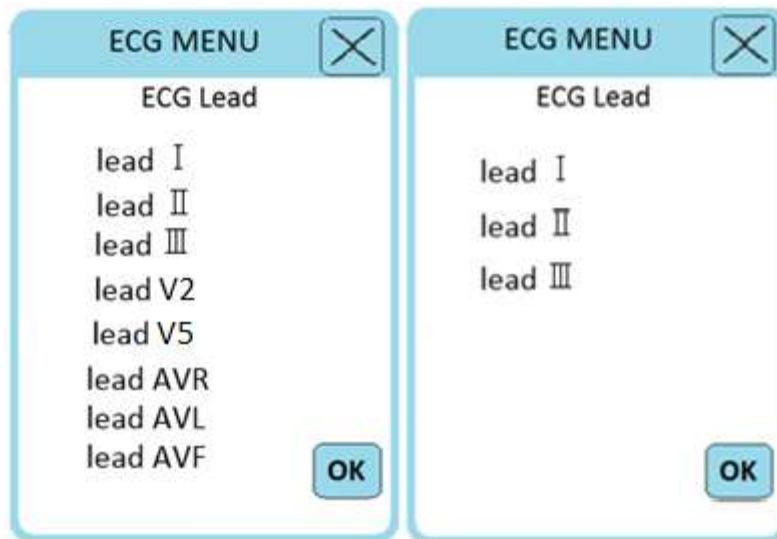 ECG MENU
ECG Lead
lead Ⅰ
lead Ⅱ
lead Ⅲ
lead V2
lead V5
lead AVR
lead AVL
lead AVF
OK
ECG MENU
ECG Lead
lead Ⅰ
lead Ⅱ
lead Ⅲ
OK